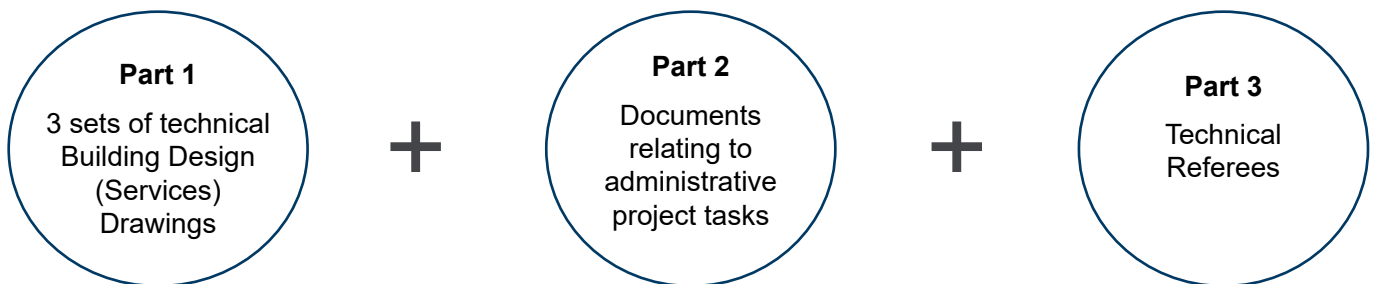 Part 1
3 sets of technical
Building Design
(Services)
Drawings
+
Part 2
Documents
relating to
administrative
project tasks
+
Part 3
Technical
Referees